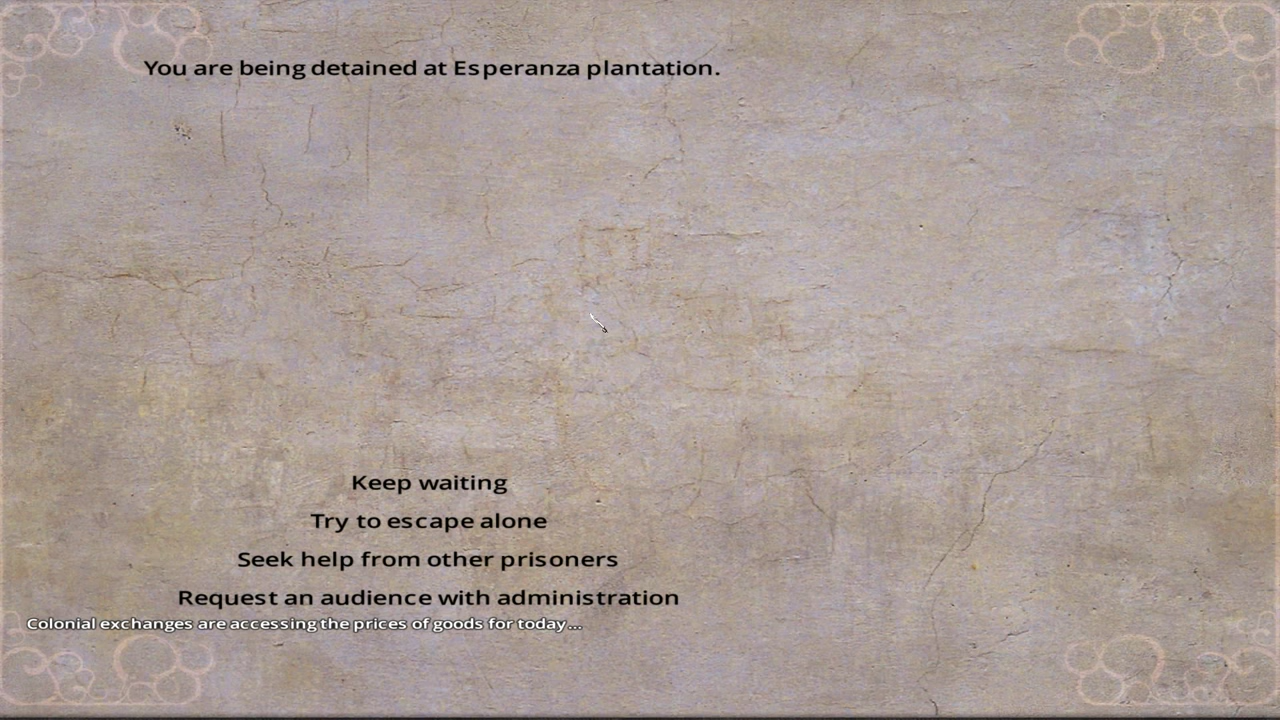 You are being detained at Esperanza plantation.
Keep waiting
Try to escape alone
Seek help from other prisoners
Request an audience with administration
Colonial exchanges are accessing the prices of goods for today...